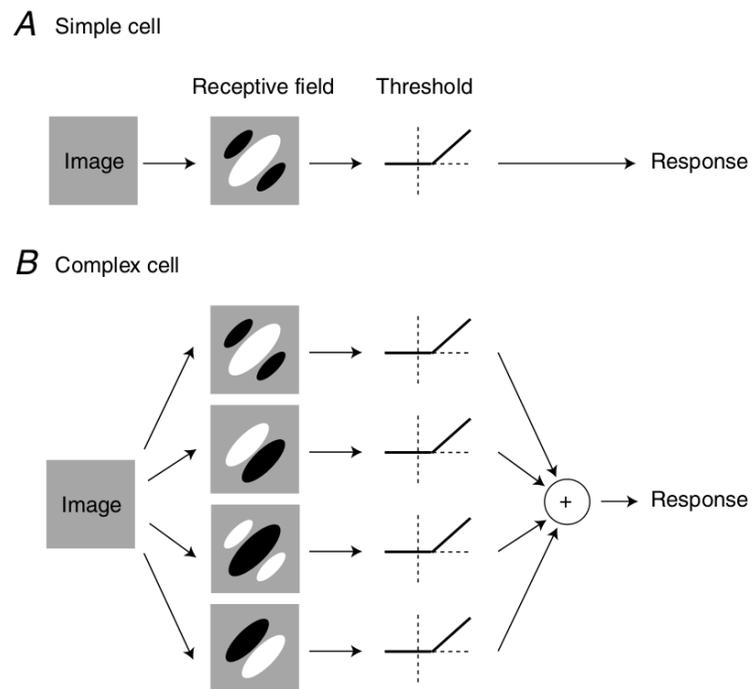 A Simple cell
Receptive field Threshold
Image
Response
B Complex cell
Image
+
Response